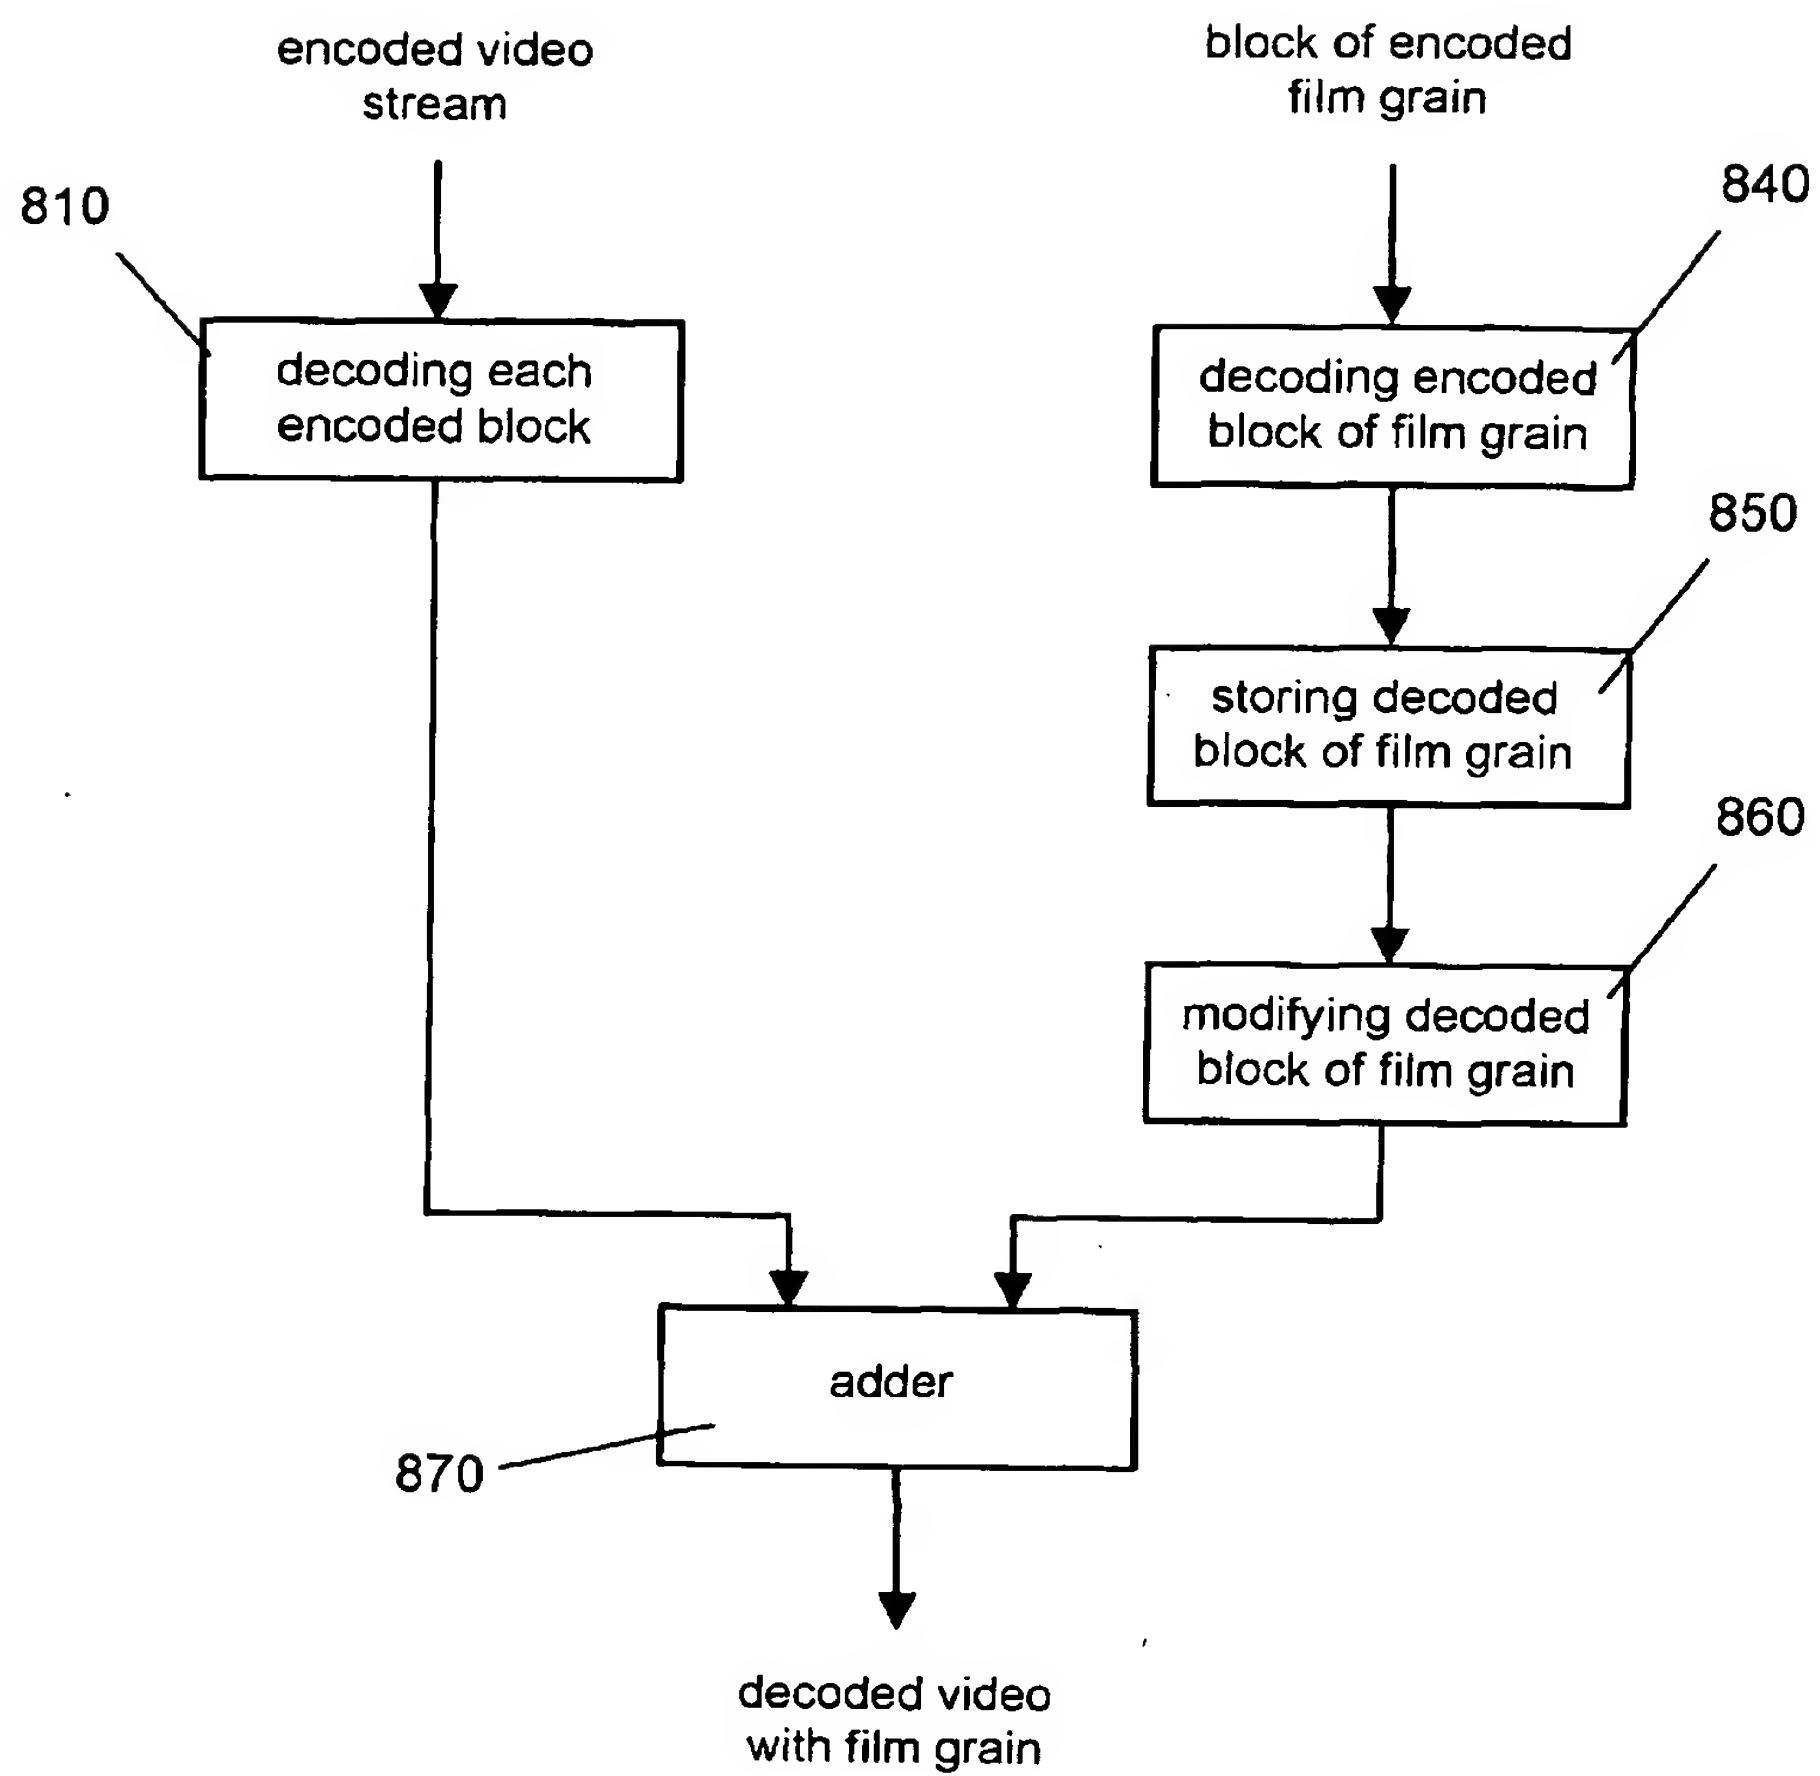 encoded video
stream
block of encoded
film grain
810
840
decoding each
encoded block
decoding encoded
block of film grain
850
storing decoded
block of film grain
860
modifying decoded
block of film grain
adder
870
decoded video
with film grain